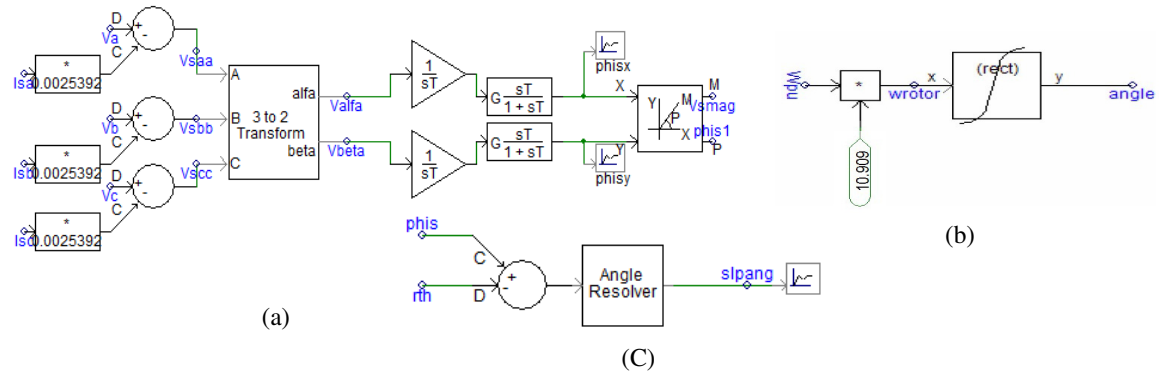 D
Va
+
-
C
Vsaa
Isa
*
0.0025392
A
D
Vb
+
-
C
Vsbb
Isb
*
0.0025392
B
D
Vc
+
-
C
Vscc
Isc
*
0.0025392
C
3 to 2
Transform
alfa
beta
Valfa
Vbeta
1
sT
1
sT
G sT
1 + sT
G sT
1 + sT
phisx
phisy
X
Y
Y
M
P
X
M
Vsmag
phis1
P
(a)
Wpu
*
10.909
wrotor
x
(rect)
y
angle
(b)
phis
C
rth
D
+
-
Angle
Resolver
slpang
(C)